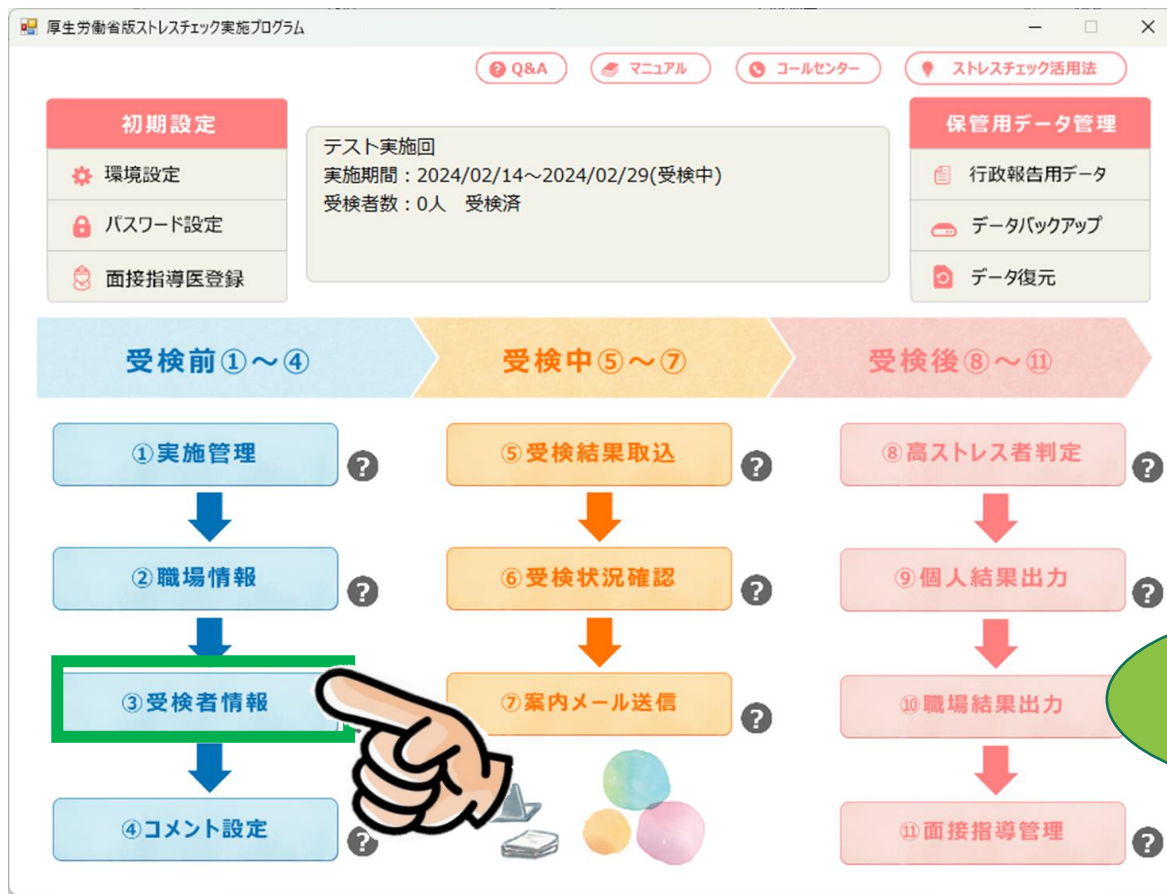 厚生労働省版ストレスチェック実施プログラム
Q&A
マニュアル
コールセンター
ストレスチェック活用法
初期設定
環境設定
パスワード設定
面接指導医登録
テスト実施回
実施期間:2024/02/14~2024/02/29(受検中)
受検者数:0人 受検済
保管用データ管理
行政報告用データ
データバックアップ
データ復元
受検前①~④
受検中⑤~⑦
受検後⑧~⑪
①実施管理
?
⑤受検結果取込
?
⑧高ストレス者判定
?
②職場情報
?
⑥受検状況確認
?
⑨個人結果出力
?
③受検者情報
⑦案内メール送信
?
⑩職場結果出力
④コメント設定
?
⑪面接指導管理
?